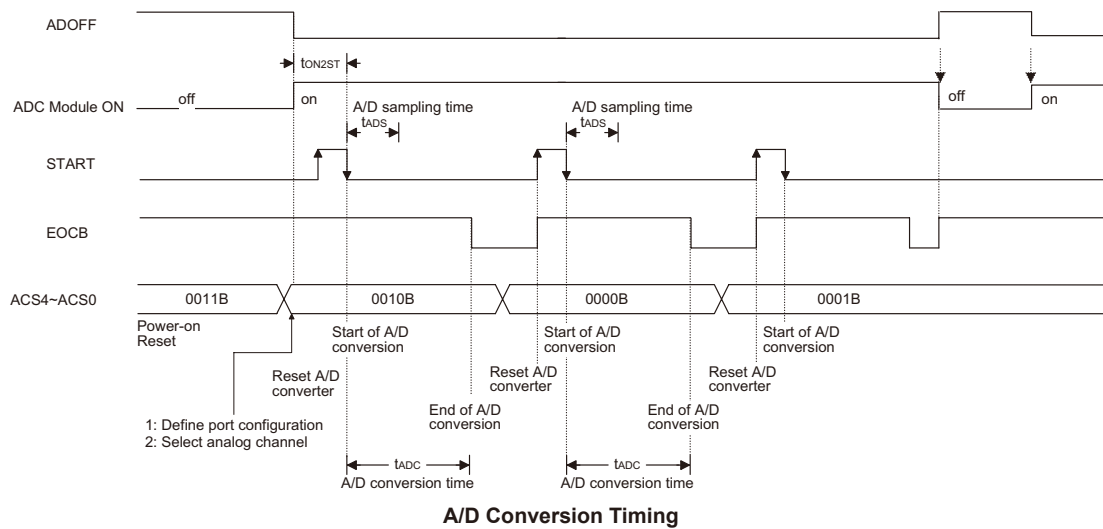 ADOFF
tON2ST
ADC Module ON
off
on
off
on
A/D sampling time
tADS
A/D sampling time
tADS
START
EOCB
ACS4~ACS0
0011B
0010B
0000B
0001B
Power-on
Reset
Start of A/D
conversion
Start of A/D
conversion
Start of A/D
conversion
Reset A/D
converter
Reset A/D
converter
Reset A/D
converter
End of A/D
conversion
End of A/D
conversion
1: Define port configuration
2: Select analog channel
tADC
A/D conversion time
tADC
A/D conversion time
A/D Conversion Timing